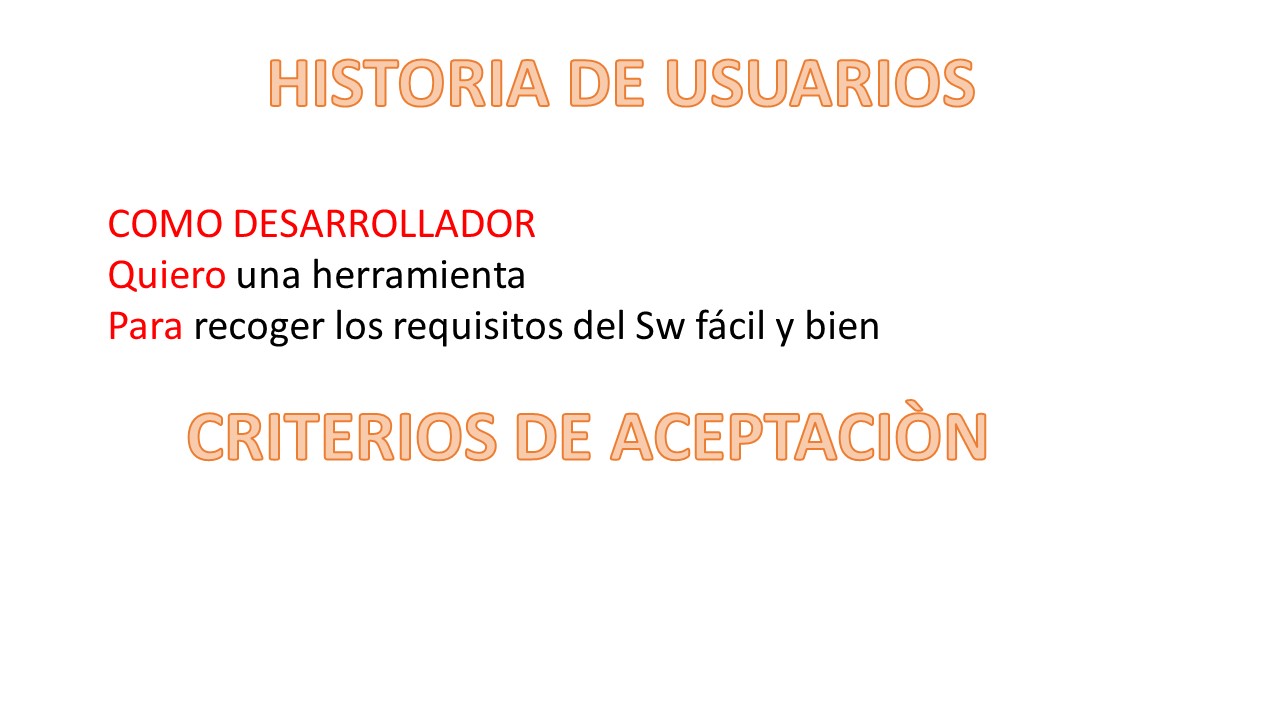 HISTORIA DE USUARIOS
COMO DESARROLLADOR
Quiero una herramienta
Para recoger los requisitos del Sw fácil y bien
CRITERIOS DE ACEPTACIÒN